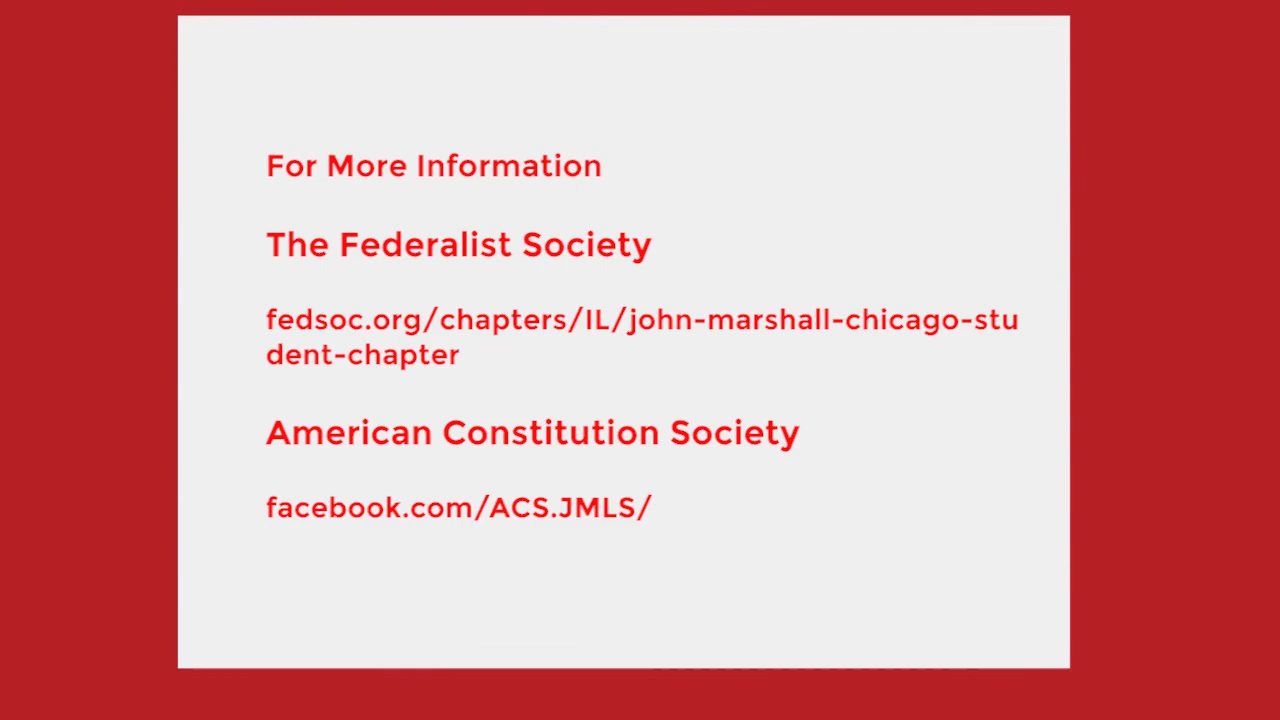 For More Information
The Federalist Society
fedsoc.org/chapters/IL/john-marshall-chicago-stu
dent-chapter
American Constitution Society
facebook.com/ACS.JMLS/